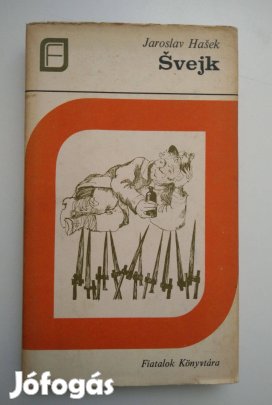 Jaroslav Hašek
Švejk
Fiatalok Könyvtára
Jófogás